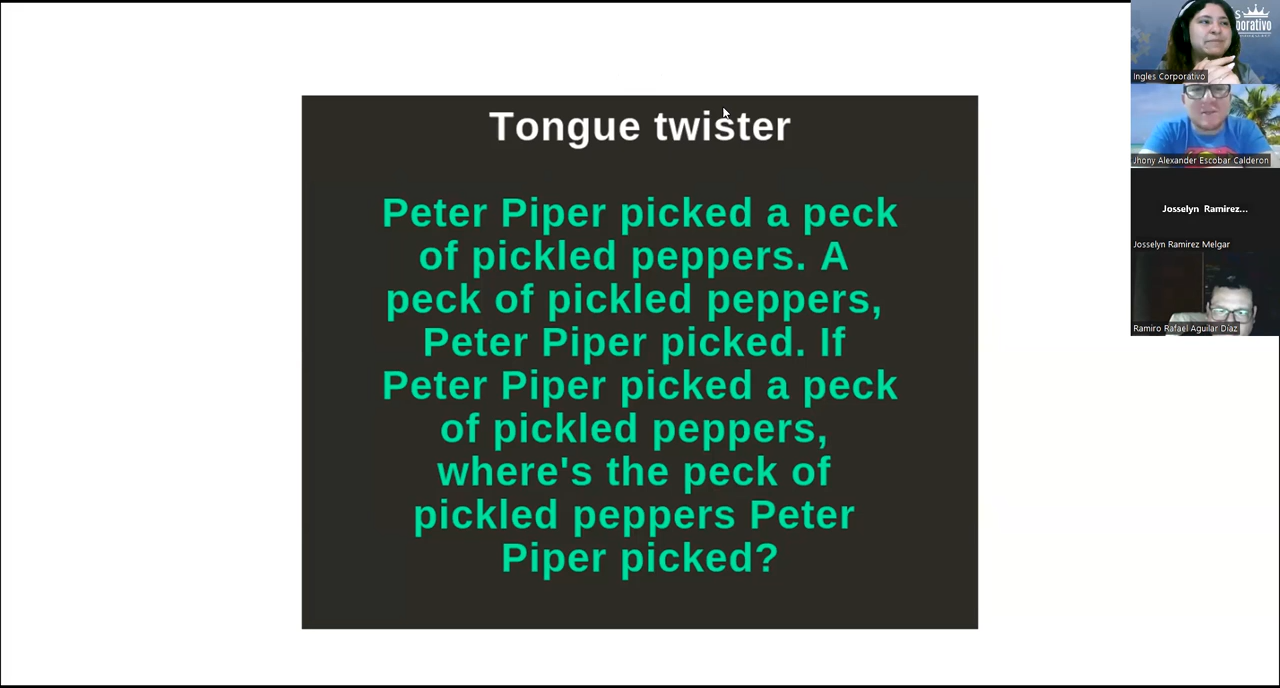 Tongue twister
Peter Piper picked a peck
of pickled peppers. A
peck of pickled peppers,
Peter Piper picked. If
Peter Piper picked a peck
of pickled peppers,
where's the peck of
pickled peppers Peter
Piper picked?
Ingles Corporativo
Jhony Alexander Escobar Calderon
Josselyn Ramirez...
Josselyn Ramirez Melgar
Ramiro Rafael Aguilar Diaz